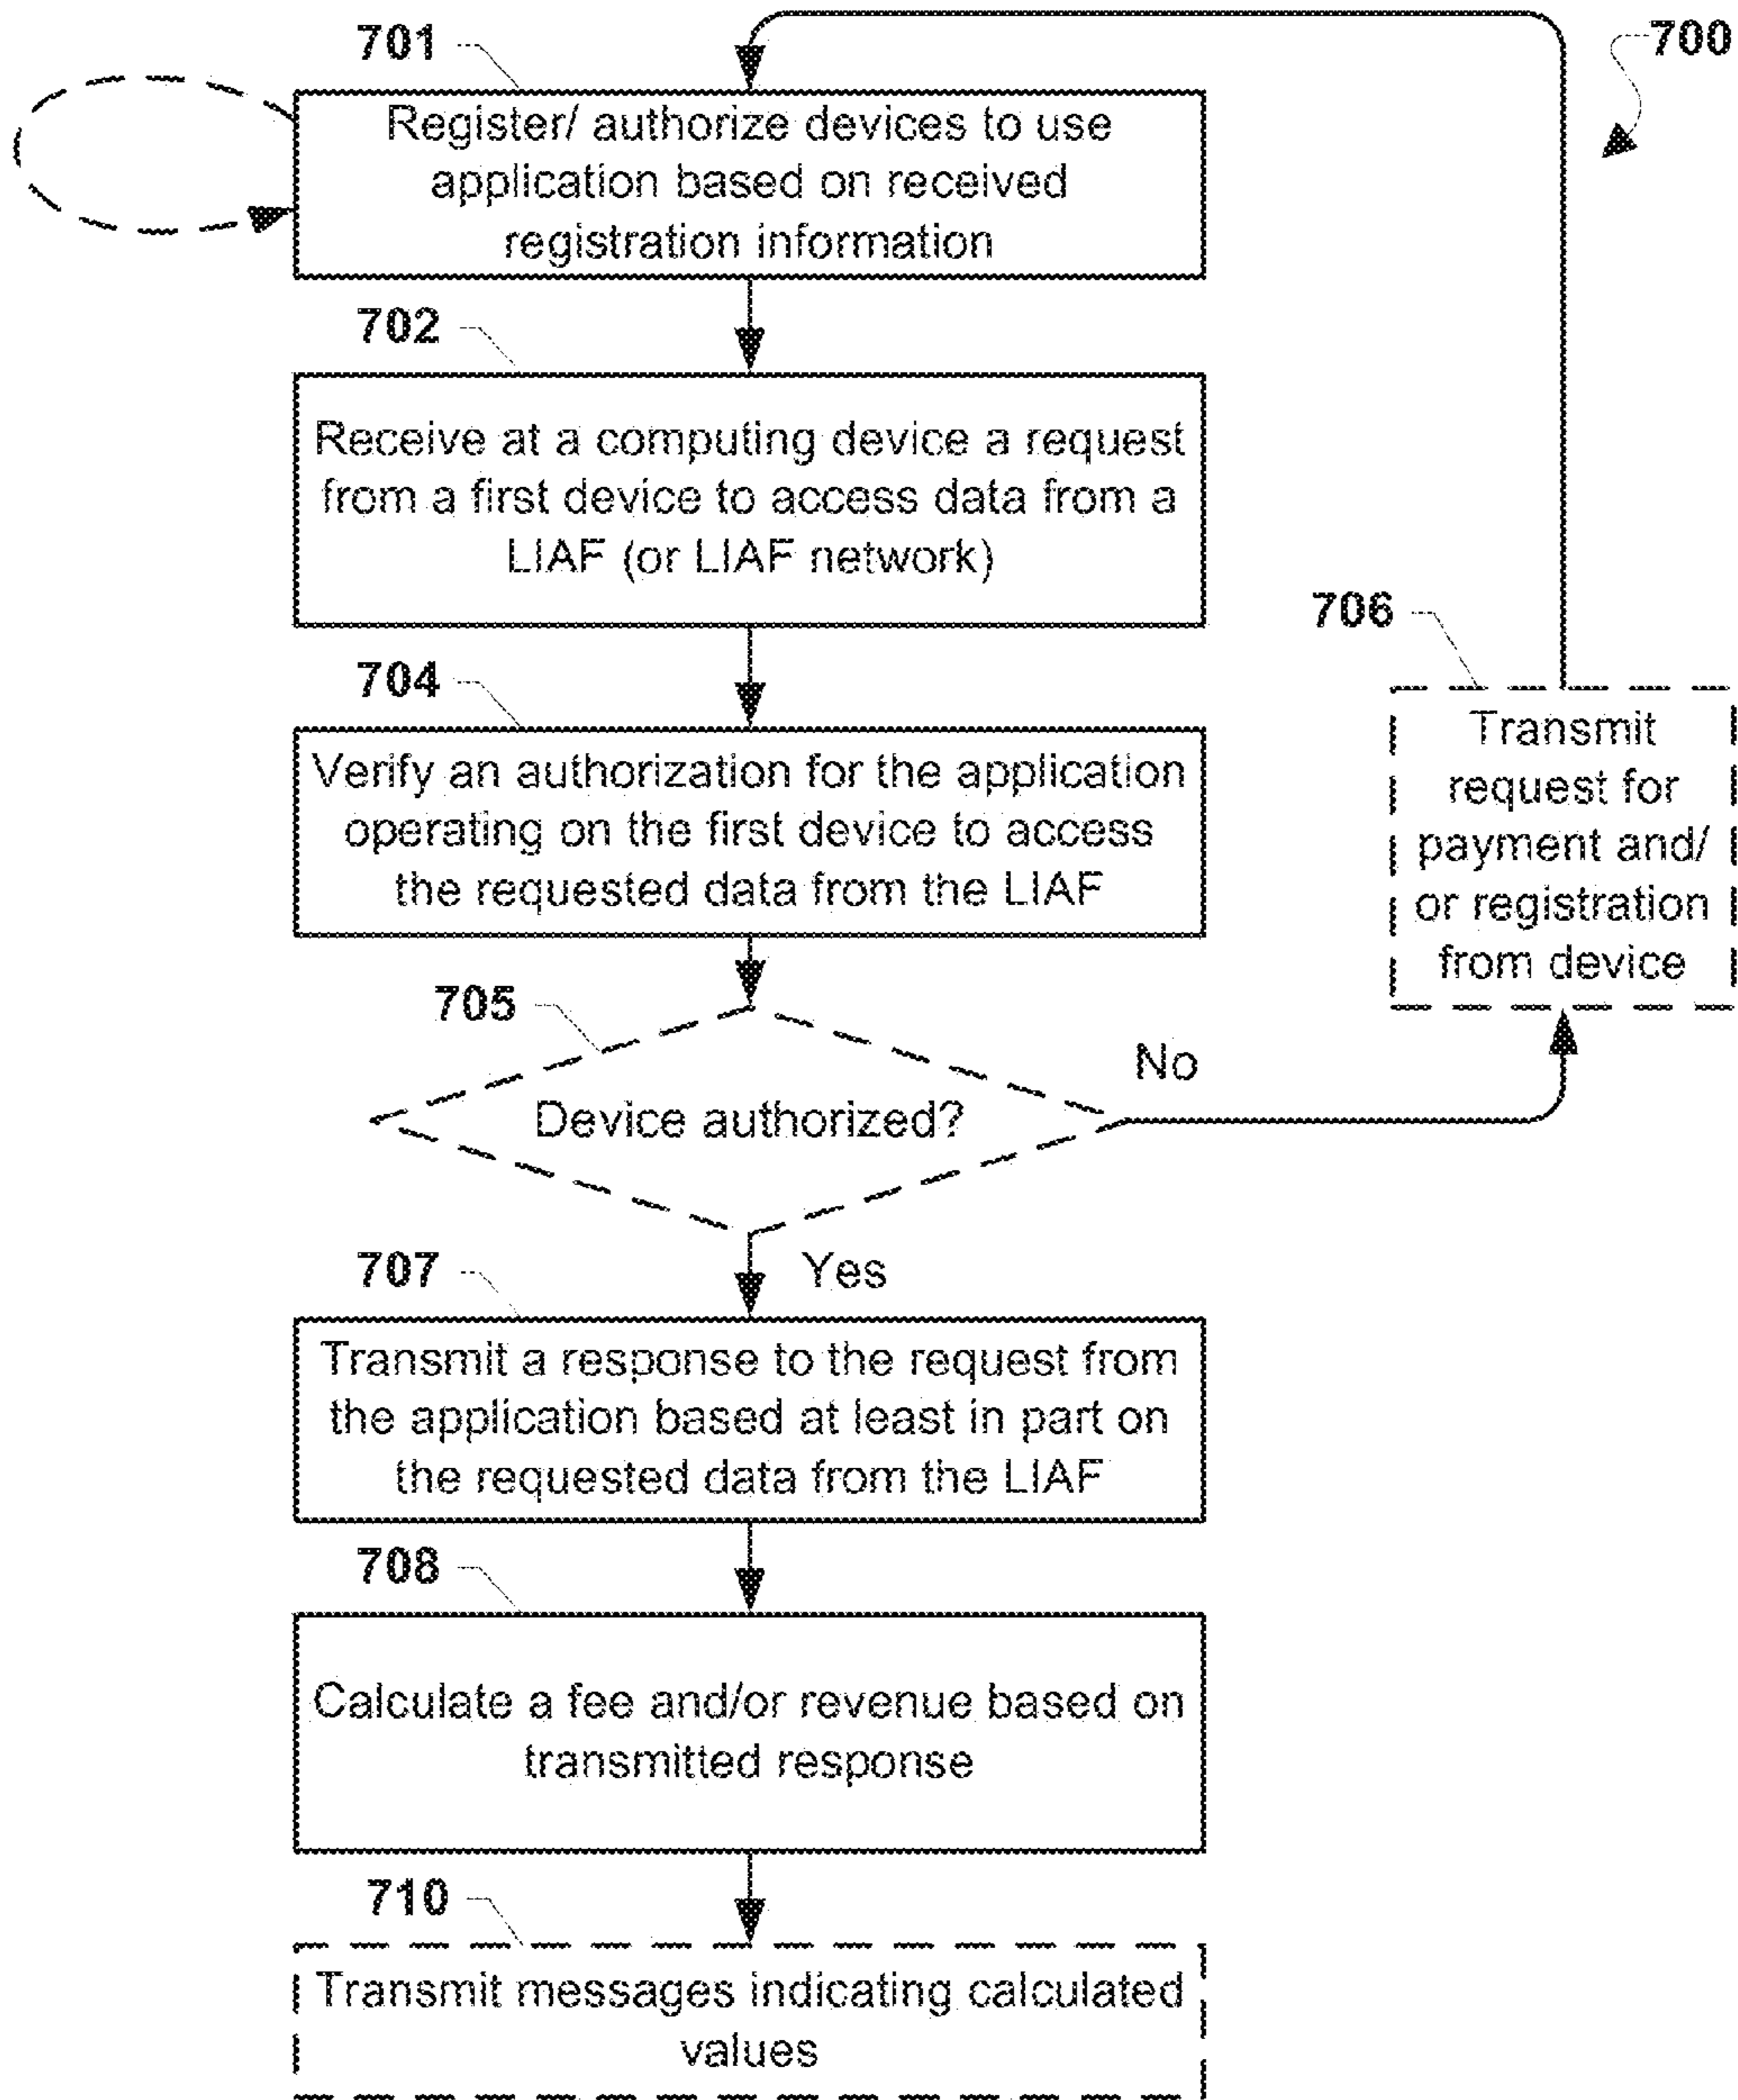 700
701
Register/ authorize devices to use
application based on received
registration information
702
Receive at a computing device a request
from a first device to access data from a
LIAF (or LIAF network)
704
Verify an authorization for the application
operating on the first device to access
the requested data from the LIAF
705
Device authorized?
No
706
Transmit
request for
payment and/
or registration
from device
Yes
707
Transmit a response to the request from
the application based at least in part on
the requested data from the LIAF
708
Calculate a fee and/or revenue based on
transmitted response
710
Transmit messages indicating calculated
values